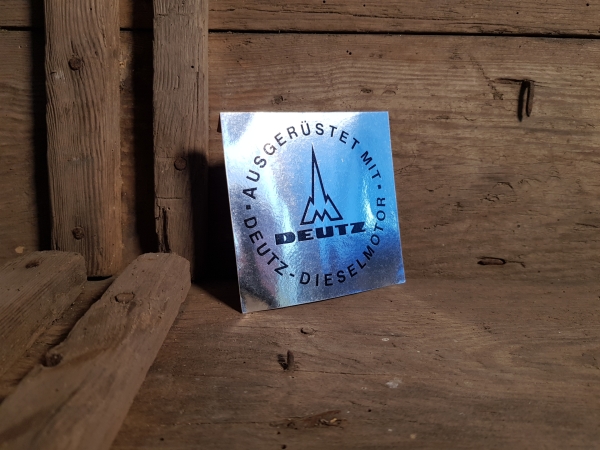 · AUSGERÜSTET MIT ·
DEUTZ
DEUTZ-DIESELMOTOR